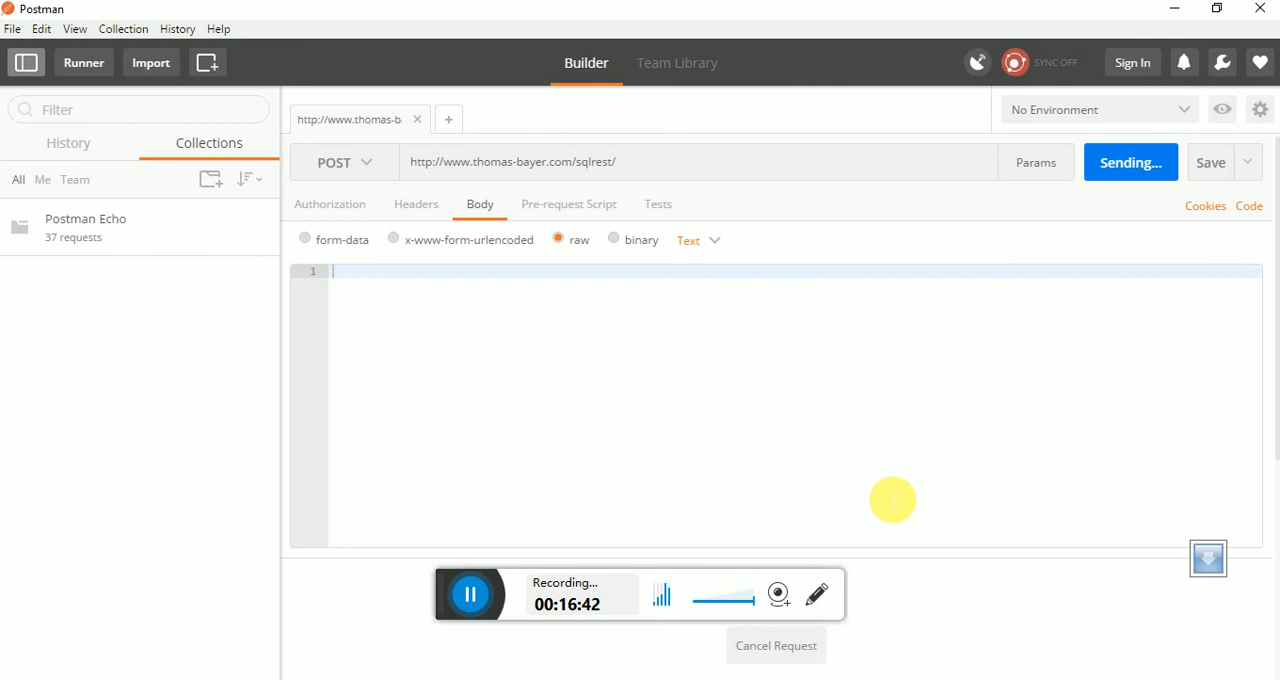 Postman
File Edit View Collection History Help
Runner Import Builder Team Library SYNC OFF Sign In
Filter
History Collections
All Me Team
Postman Echo
37 requests
http://www.thomas-b
No Environment
POST http://www.thomas-bayer.com/sqlrest/ Params Sending... Save
Authorization Headers Body Pre-request Script Tests Cookies Code
form-data x-www-form-urlencoded raw binary Text
1
Recording...
00:16:42
Cancel Request